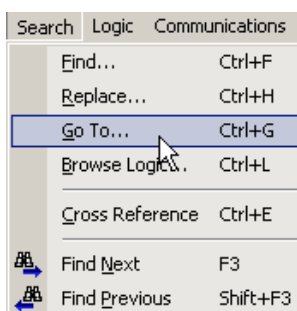 Search Logic Communications
Find... Ctrl+F
Replace... Ctrl+H
Go To... Ctrl+G
Browse Logic... Ctrl+L
Cross Reference Ctrl+E
Find Next F3
Find Previous Shift+F3